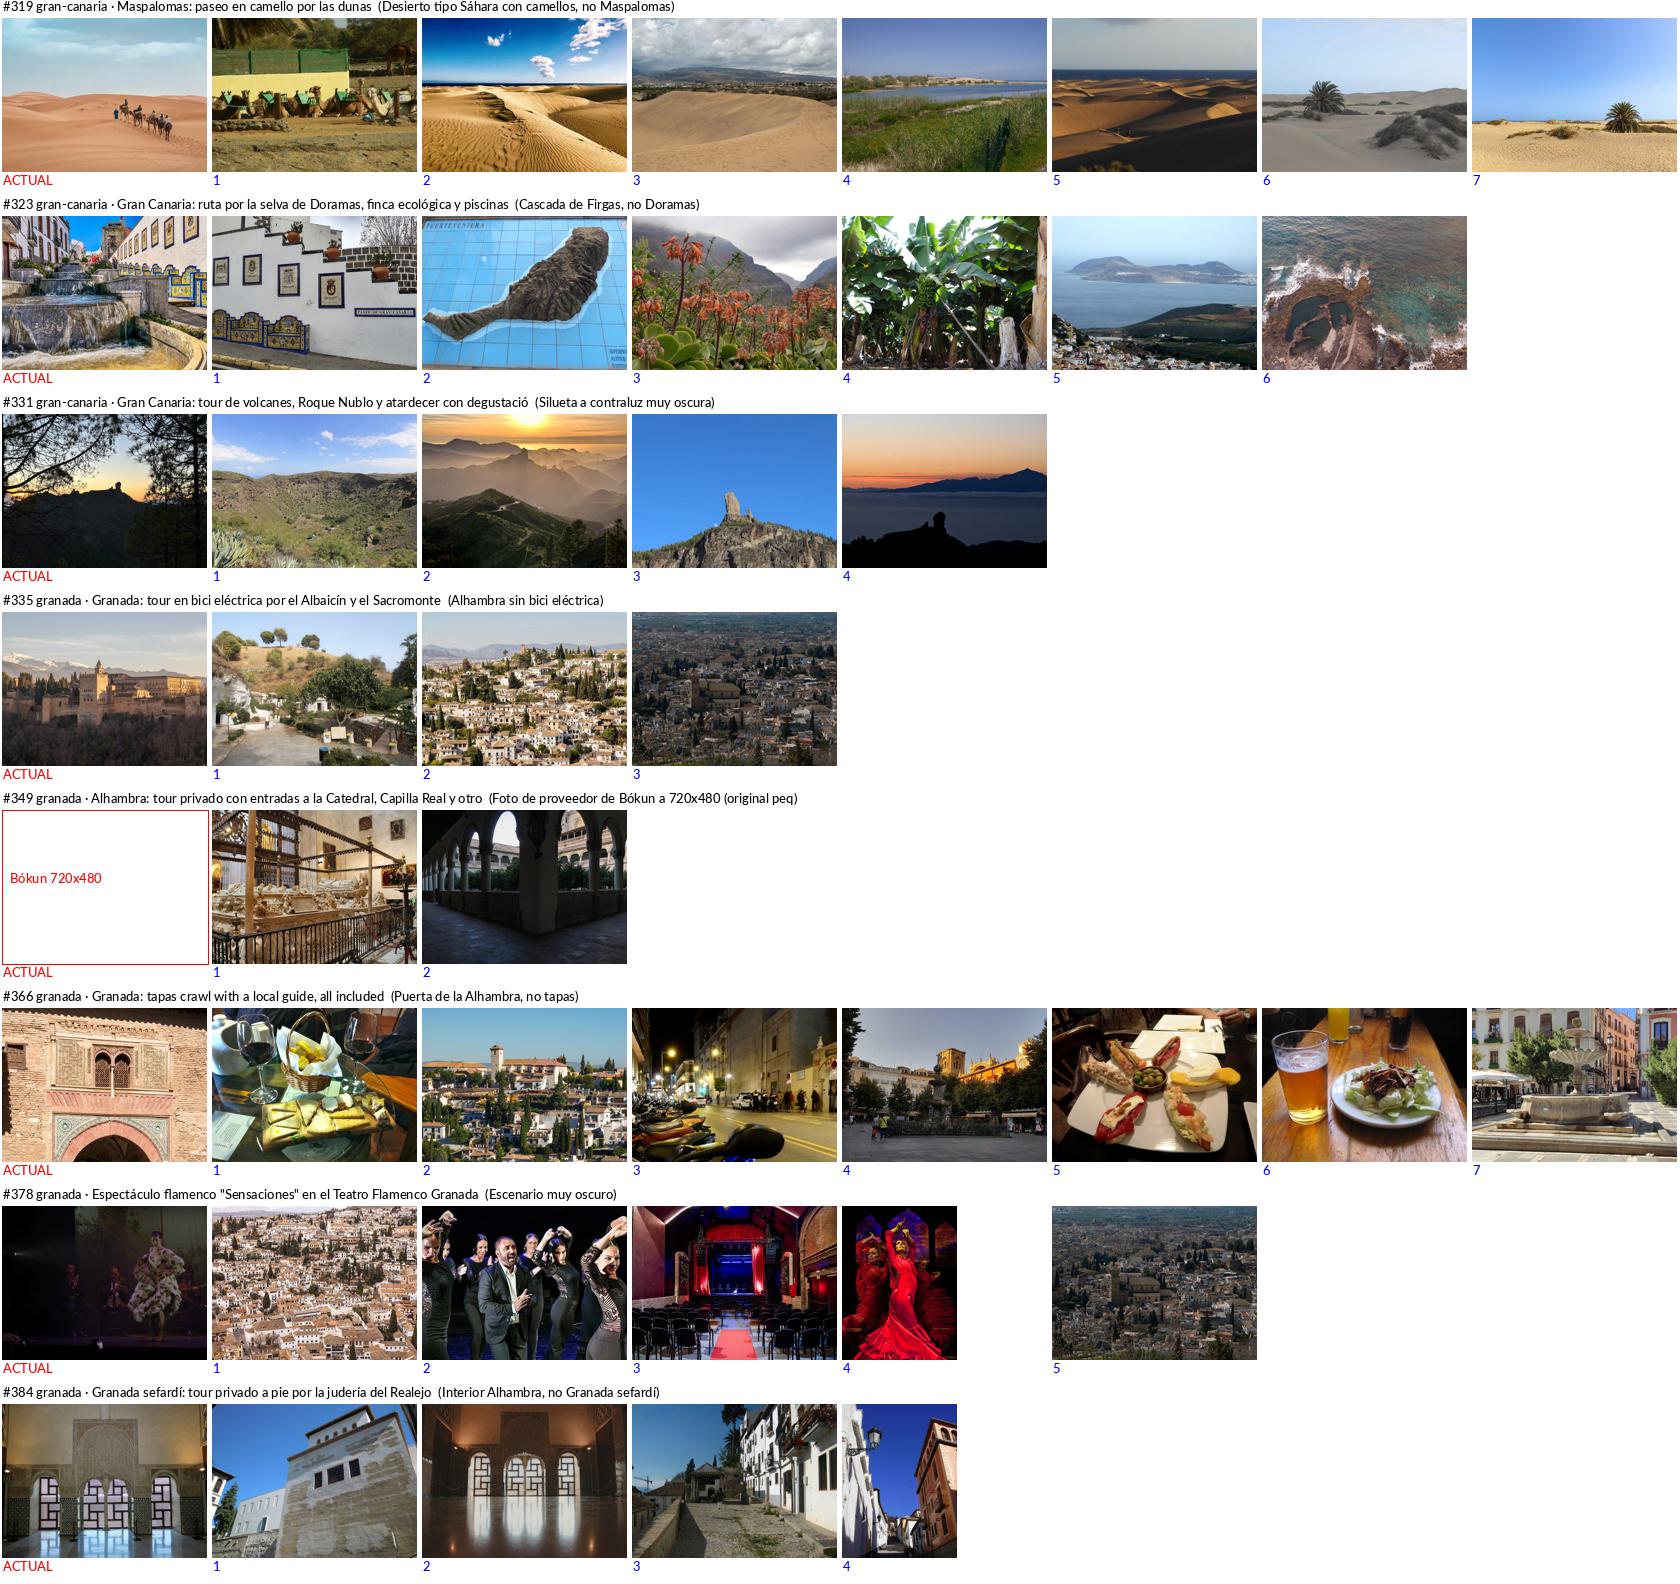 #319 gran-canaria · Maspalomas: paseo en camello por las dunas  (Desierto tipo Sáhara con camellos, no Maspalomas)
ACTUAL 1 2 3 4 5 6 7
#323 gran-canaria · Gran Canaria: ruta por la selva de Doramas, finca ecológica y piscinas  (Cascada de Firgas, no Doramas)
PASEO DE GRAN CANARIA
FUERTEVENTURA
ACTUAL 1 2 3 4 5 6
#331 gran-canaria · Gran Canaria: tour de volcanes, Roque Nublo y atardecer con degustació  (Silueta a contraluz muy oscura)
ACTUAL 1 2 3 4
#335 granada · Granada: tour en bici eléctrica por el Albaicín y el Sacromonte  (Alhambra sin bici eléctrica)
ACTUAL 1 2 3
#349 granada · Alhambra: tour privado con entradas a la Catedral, Capilla Real y otro  (Foto de proveedor de Bókun a 720x480 (original peq)
Bókun 720x480
ACTUAL 1 2
#366 granada · Granada: tapas crawl with a local guide, all included  (Puerta de la Alhambra, no tapas)
ACTUAL 1 2 3 4 5 6 7
#378 granada · Espectáculo flamenco "Sensaciones" en el Teatro Flamenco Granada  (Escenario muy oscuro)
ACTUAL 1 2 3 4 5
#384 granada · Granada sefardí: tour privado a pie por la judería del Realejo  (Interior Alhambra, no Granada sefardí)
ACTUAL 1 2 3 4